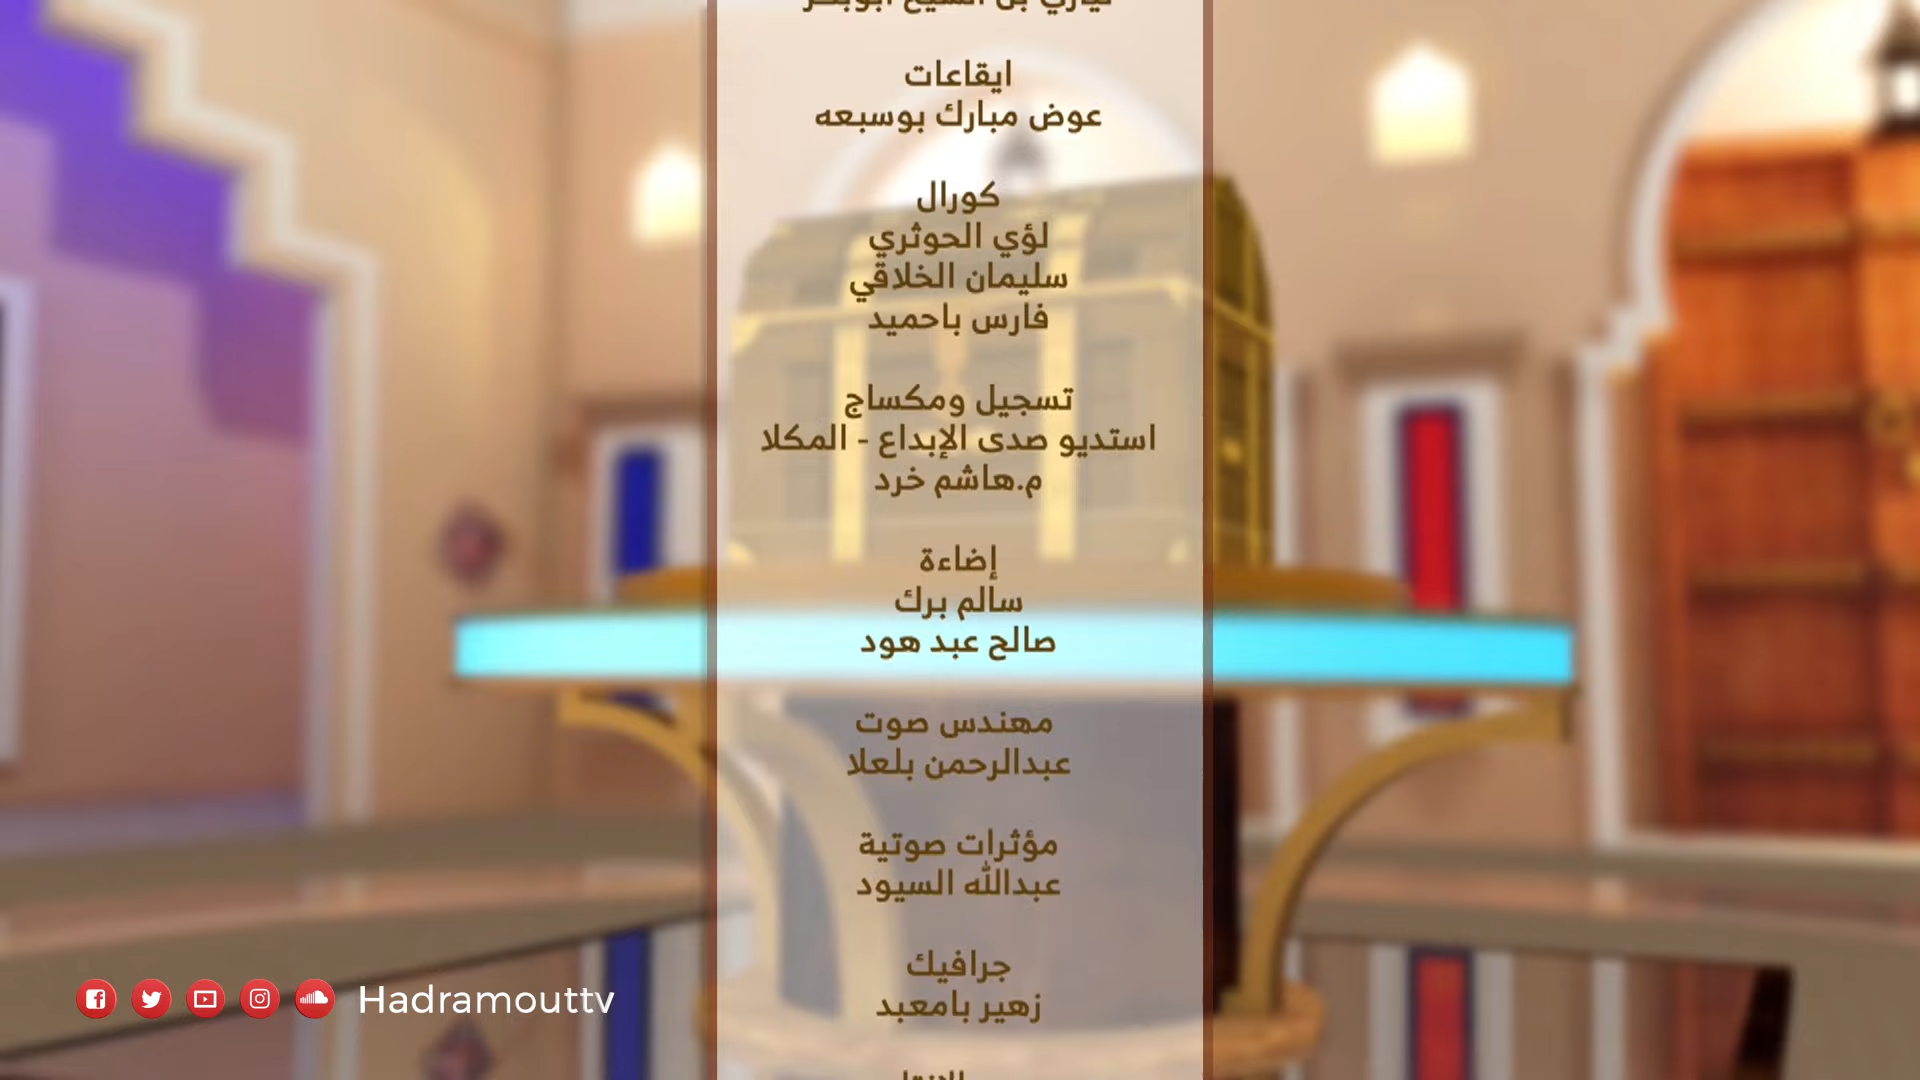 ايقاعات
عوض مبارك بوسبعه
كورال
لؤي الحوثري
سليمان الخلاقي
فارس باحميد
تسجيل ومكساج
استديو صدى الإبداع - المكلا
م.هاشم خرد
إضاءة
سالم برك
صالح عبد هود
مهندس صوت
عبدالرحمن بلعلا
مؤثرات صوتية
عبدالله السيود
جرافيك
زهير بامعبد
Hadramouttv